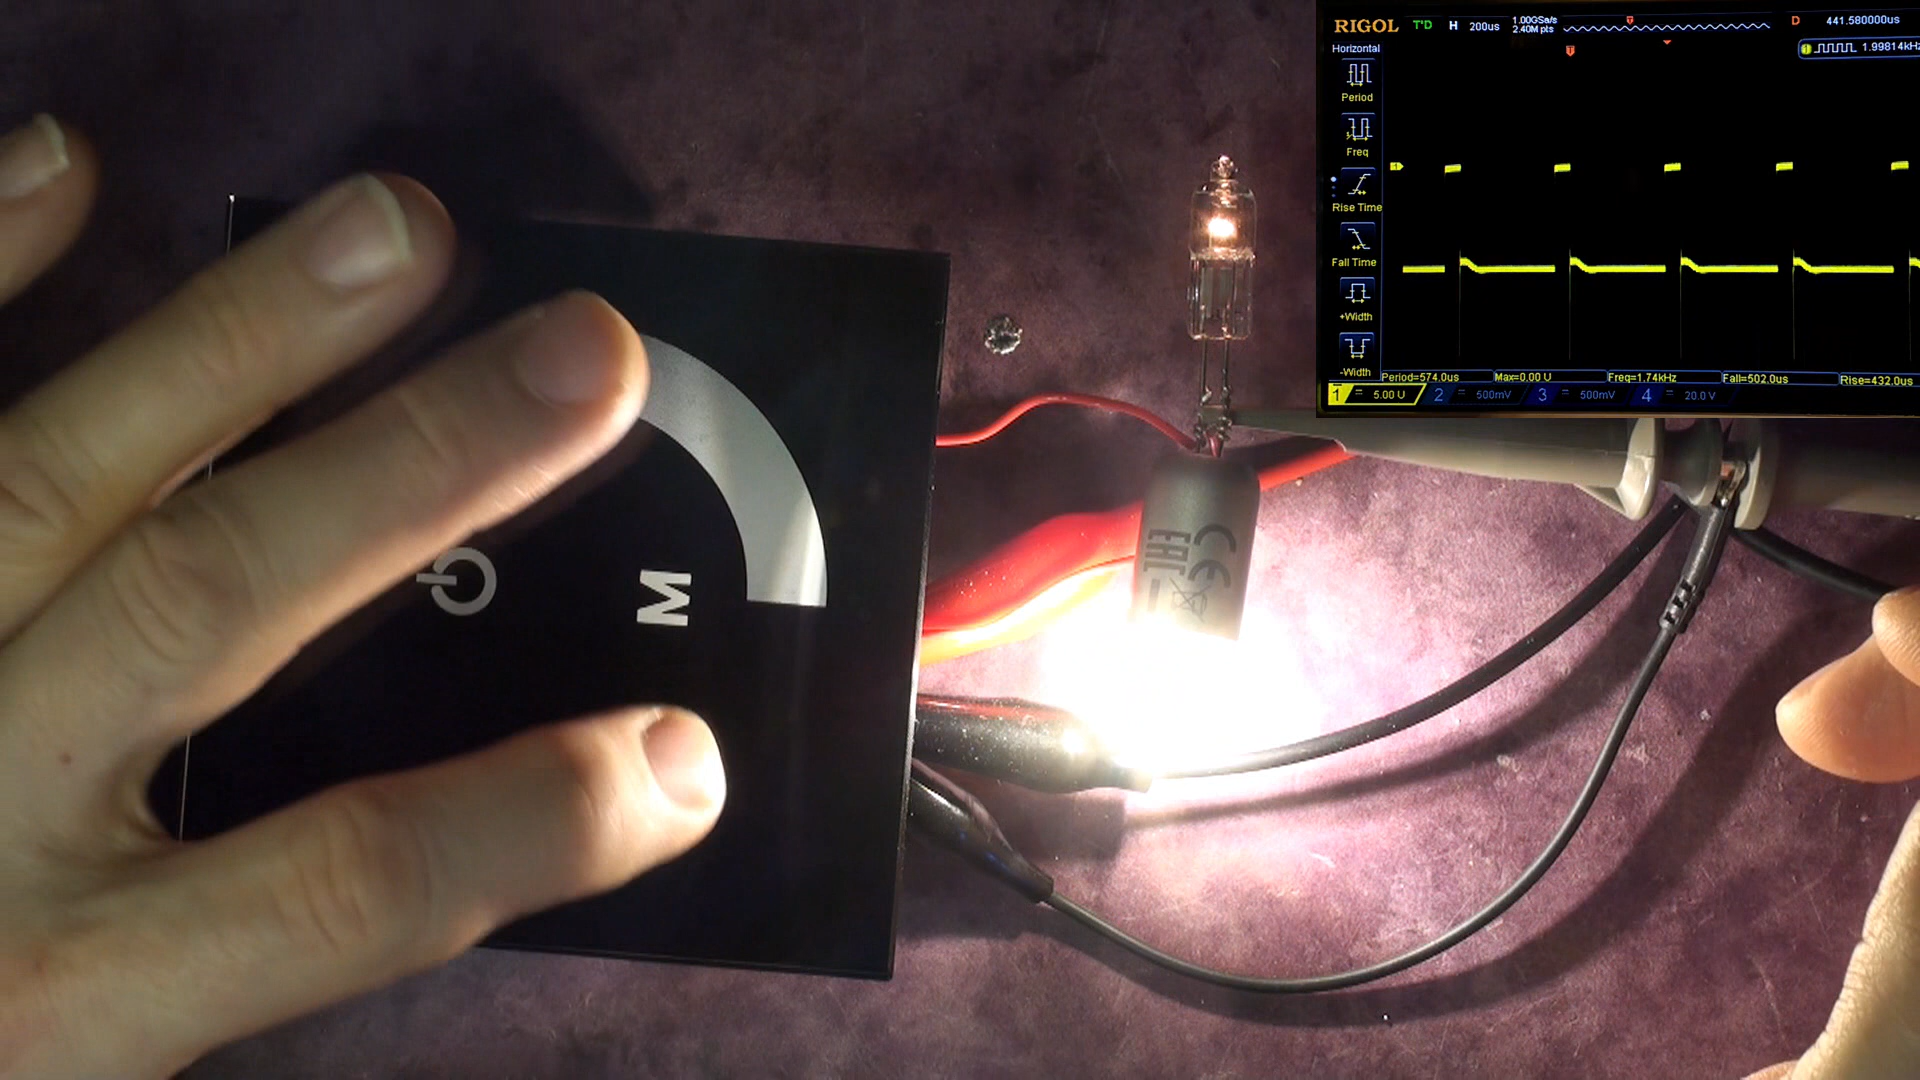 RIGOL T'D H 200us 1.00GSa/s D 441.580000us
2.40M pts
Horizontal
1 1.99814kHz
Period
Freq
1
Rise Time
Fall Time
+Width
-Width
Period=574.0us Max=0.00 U Freq=1.74kHz Fall=502.0us Rise=432.0us
1 = 5.00 U 2 = 500mV 3 = 500mV 4 = 20.0 V
M
CE
EAC